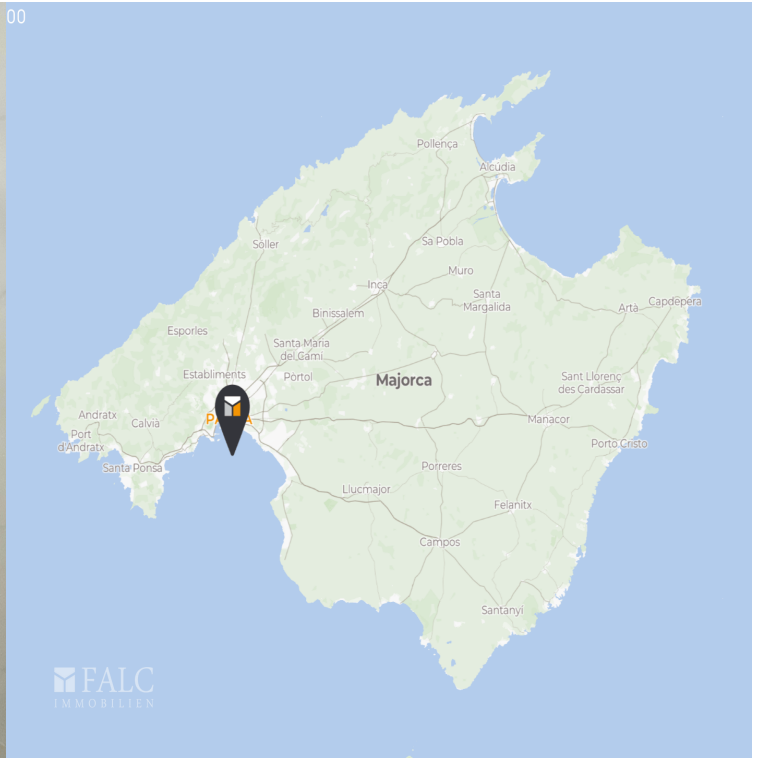 00
Pollença
Alcúdia
Sóller
Sa Pobla
Muro
Inca
Santa
Margalida
Binissalem
Artà
Capdepera
Esporles
Santa Maria
del Camí
Establiments
Pòrtol
Majorca
Sant Llorenç
des Cardassar
Andratx
Calvià
Manacor
Port
d'Andratx
Porto Cristo
Santa Ponsa
Porreres
Llucmajor
Felanitx
Campos
Santanyí
FALC
IMMOBILIEN